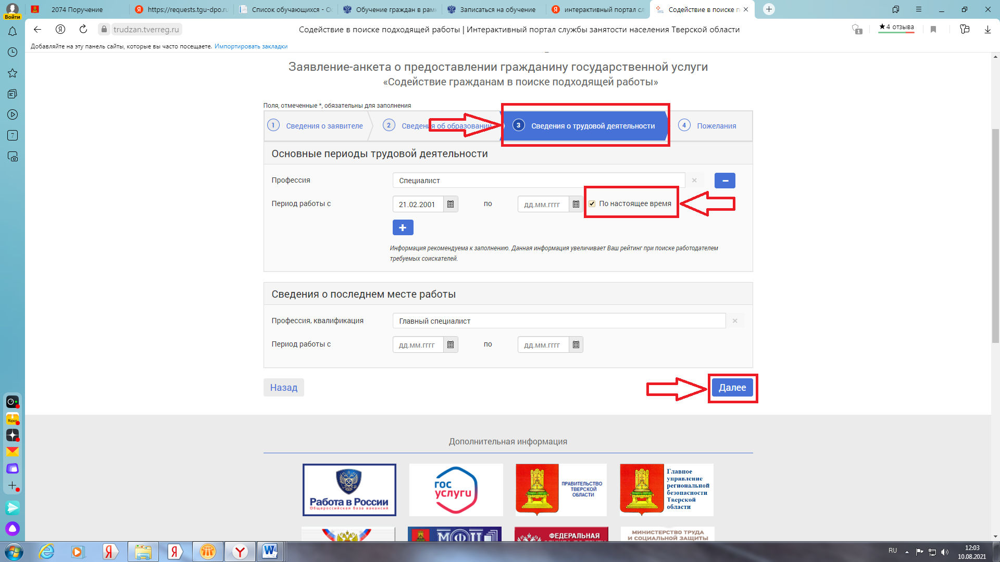 Войти
2074 Поручение
https://requests.tgu-dpo.ru
Список обучающихся - Ос
Обучение граждан в рам
Записаться на обучение
интерактивный портал сл
Содействие в поиске п
trudzan.tverreg.ru
Содействие в поиске подходящей работы | Интерактивный портал службы занятости населения Тверской области
1
★4 отзыва
Добавляйте на эту панель сайты, которые вы часто посещаете. Импортировать закладки
7
Маркет
Заявление-анкета о предоставлении гражданину государственной услуги
«Содействие гражданам в поиске подходящей работы»
Поля, отмеченные *, обязательны для заполнения
1 Сведения о заявителе
2 Сведения об образовании
3 Сведения о трудовой деятельности
4 Пожелания
Основные периоды трудовой деятельности
Профессия
Специалист
Период работы с
21.02.2001
по
дд.мм.гггг
По настоящее время
Информация рекомендуема к заполнению. Данная информация увеличивает Ваш рейтинг при поиске работодателем
требуемых соискателей.
Сведения о последнем месте работы
Профессия, квалификация
Главный специалист
Период работы с
дд.мм.гггг
по
дд.мм.гггг
Назад
Далее
Дополнительная информация
Работа в России
Общероссийская база вакансий
гос
услуги
ПРАВИТЕЛЬСТВО
ТВЕРСКОЙ
ОБЛАСТИ
Главное
управление
региональной
безопасности
Тверской
области
МФЦ
ФЕДЕРАЛЬНАЯ
МИНИСТЕРСТВО ТРУДА
И СОЦИАЛЬНОЙ ЗАЩИТЫ
RU
12:03
10.08.2021